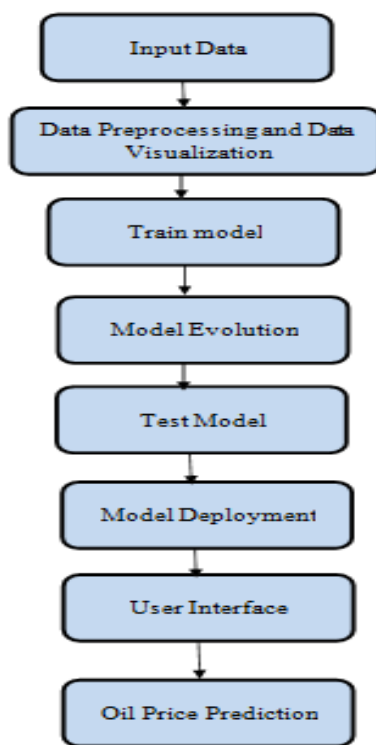 Input Data
Data Preprocessing and Data
Visualization
Train model
Model Evolution
Test Model
Model Deployment
User Interface
Oil Price Prediction